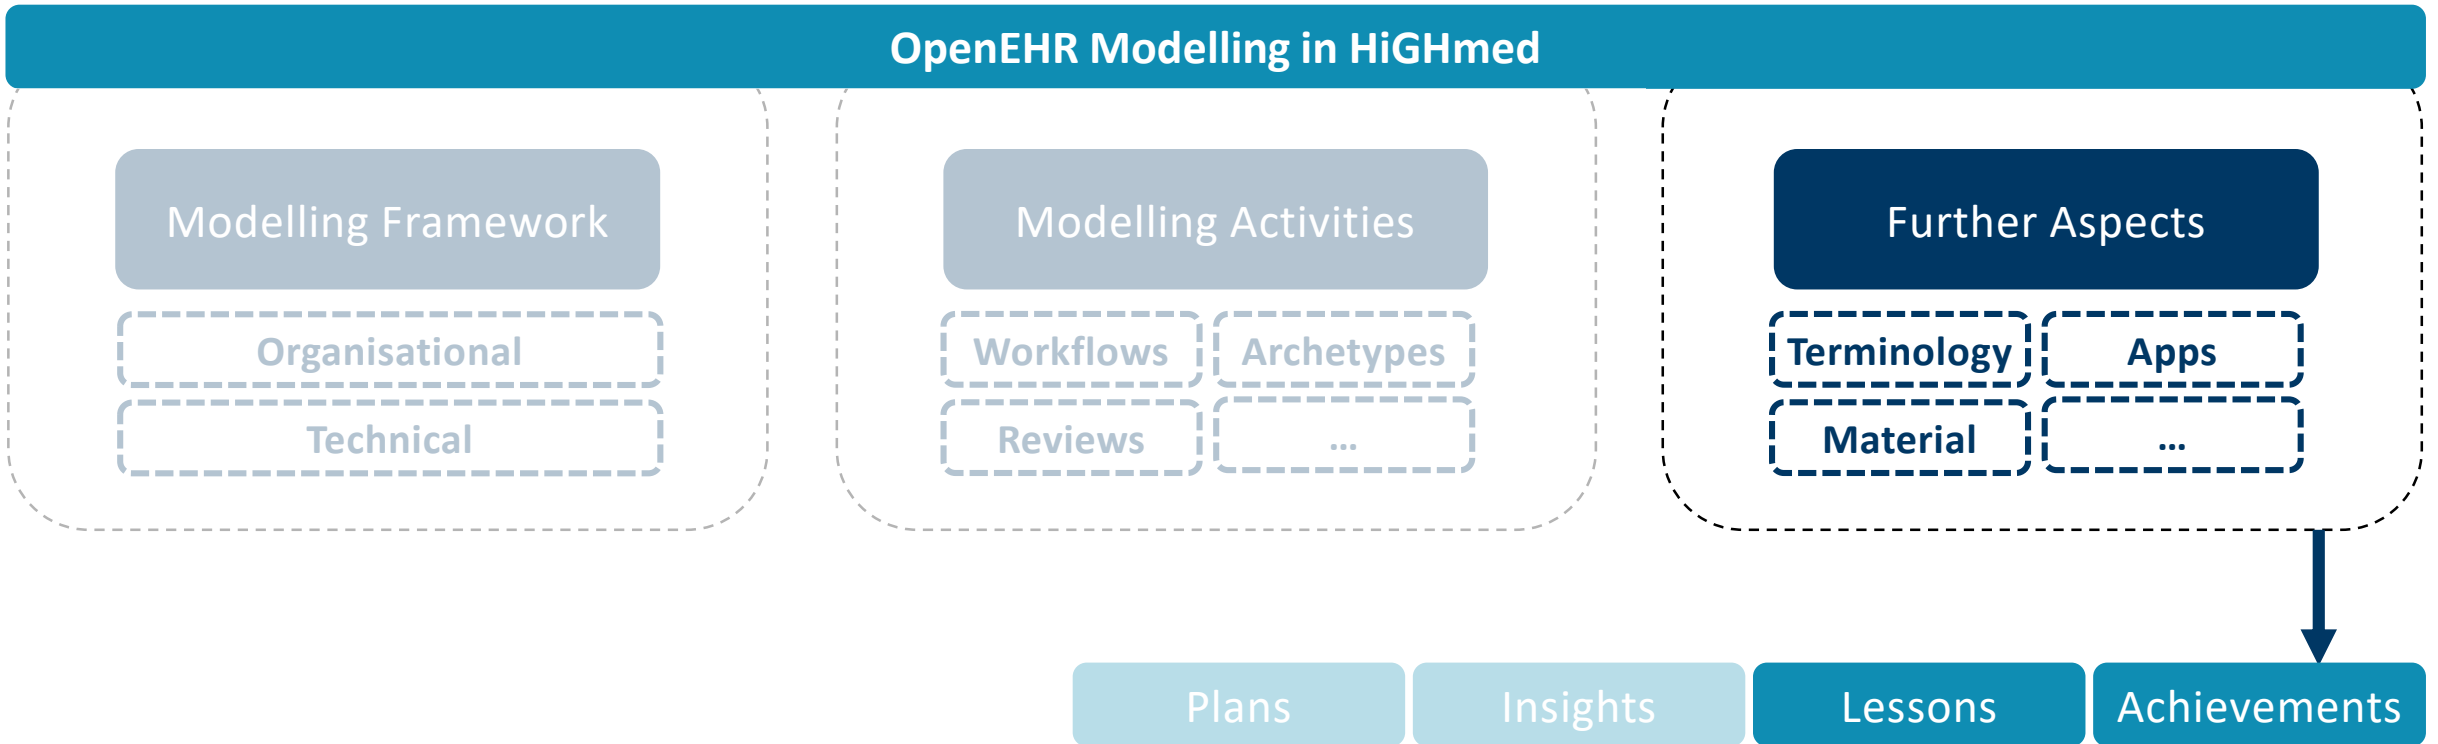 OpenEHR Modelling in HiGHmed
Modelling Framework
Organisational
Technical
Modelling Activities
Workflows
Archetypes
Reviews
...
Further Aspects
Terminology
Apps
Material
...
Plans
Insights
Lessons
Achievements